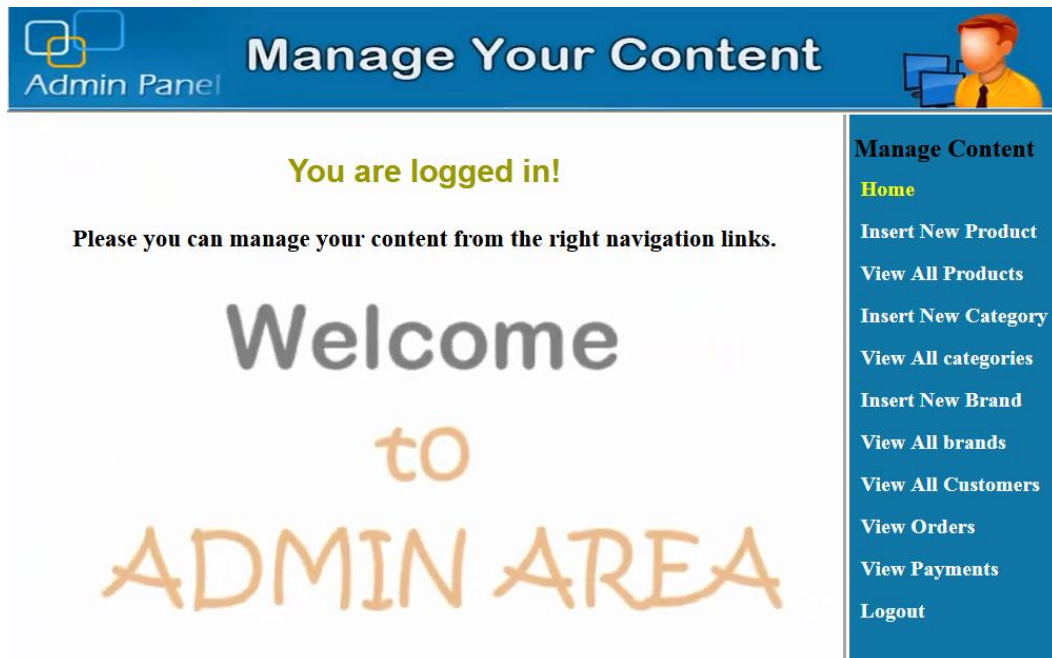 Admin Panel
Manage Your Content
You are logged in!
Please you can manage your content from the right navigation links.
Welcome
to
ADMIN AREA
Manage Content
Home
Insert New Product
View All Products
Insert New Category
View All categories
Insert New Brand
View All brands
View All Customers
View Orders
View Payments
Logout